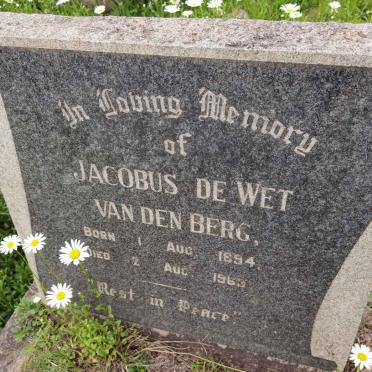 In Loving Memory
of
JACOBUS DE WET
VAN DEN BERG,
BORN 1 AUG 1894
DIED 2 AUG 1963
"Rest in Peace"